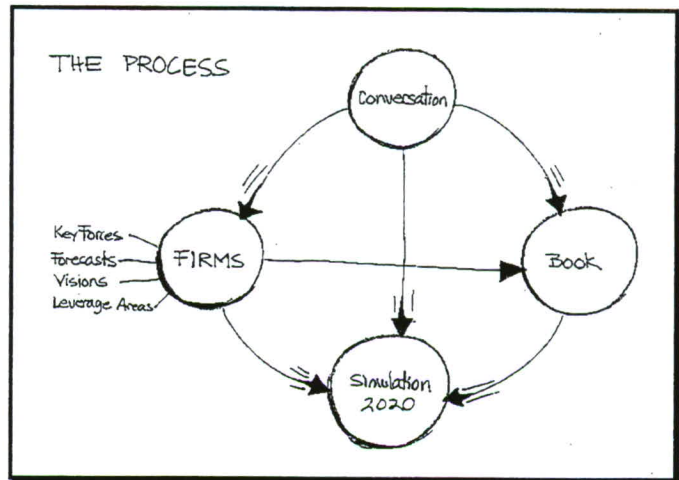 THE PROCESS
Conversation
Key Forces
Forecasts
Visions
Leverage Areas
FIRMS
BOOK
Simulation
2020